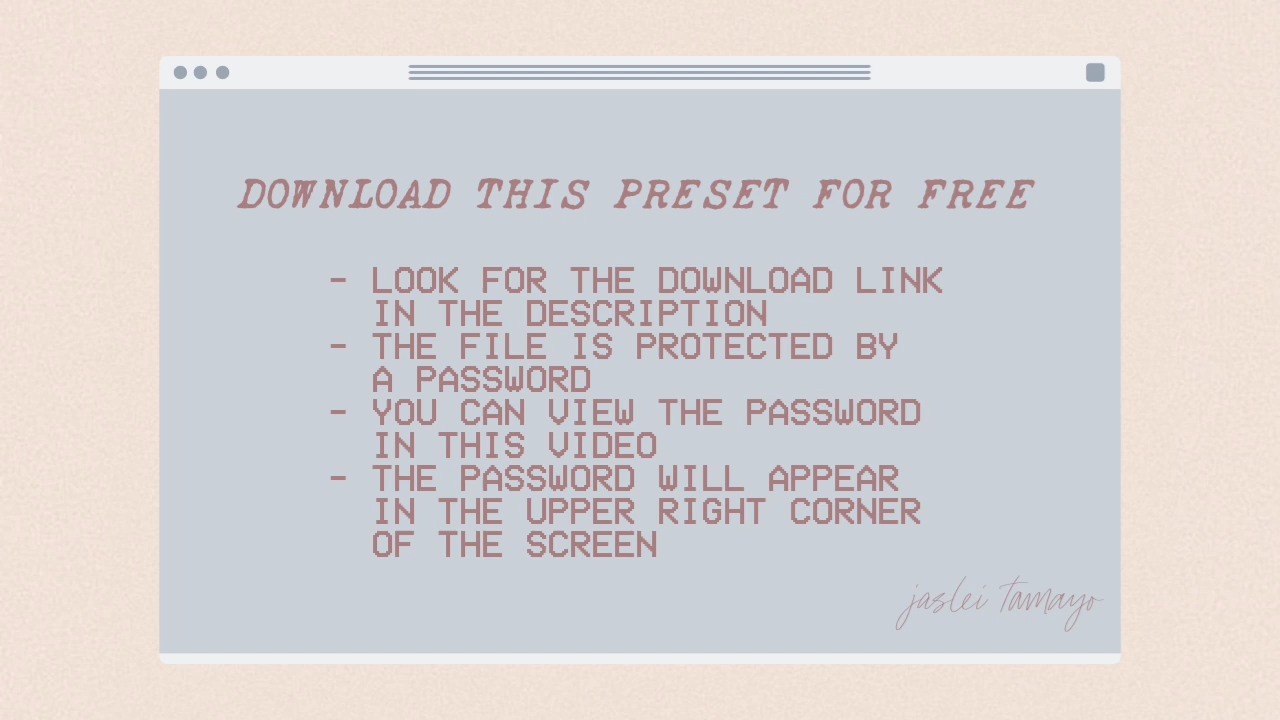 DOWNLOAD THIS PRESET FOR FREE
- LOOK FOR THE DOWNLOAD LINK
IN THE DESCRIPTION
- THE FILE IS PROTECTED BY
A PASSWORD
- YOU CAN VIEW THE PASSWORD
IN THIS VIDEO
- THE PASSWORD WILL APPEAR
IN THE UPPER RIGHT CORNER
OF THE SCREEN
jaslei tamayo